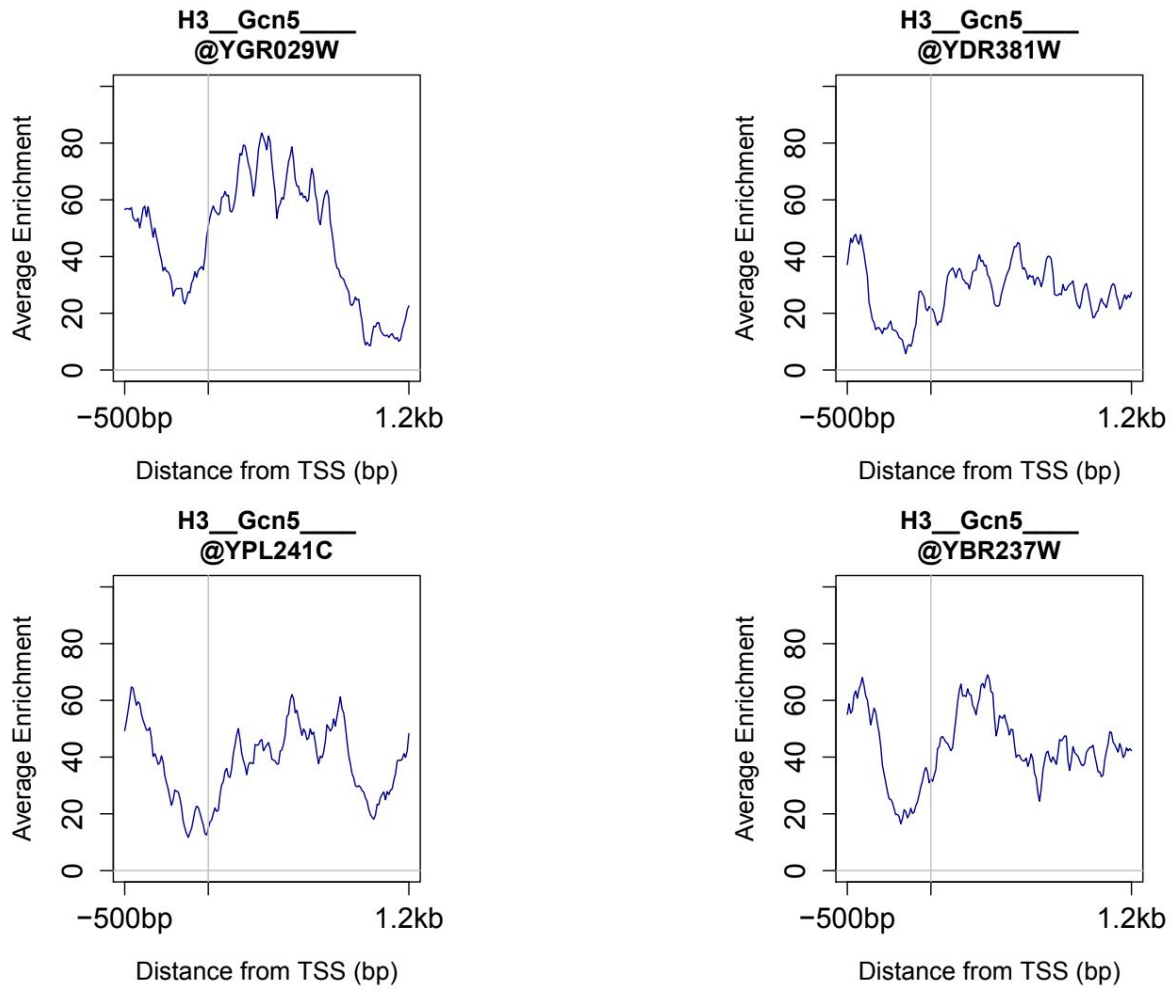 H3__Gcn5____
@YGR029W
Average Enrichment
80
60
40
20
0
−500bp
1.2kb
Distance from TSS (bp)
H3__Gcn5____
@YDR381W
Average Enrichment
80
60
40
20
0
−500bp
1.2kb
Distance from TSS (bp)
H3__Gcn5____
@YPL241C
Average Enrichment
80
60
40
20
0
−500bp
1.2kb
Distance from TSS (bp)
H3__Gcn5____
@YBR237W
Average Enrichment
80
60
40
20
0
−500bp
1.2kb
Distance from TSS (bp)